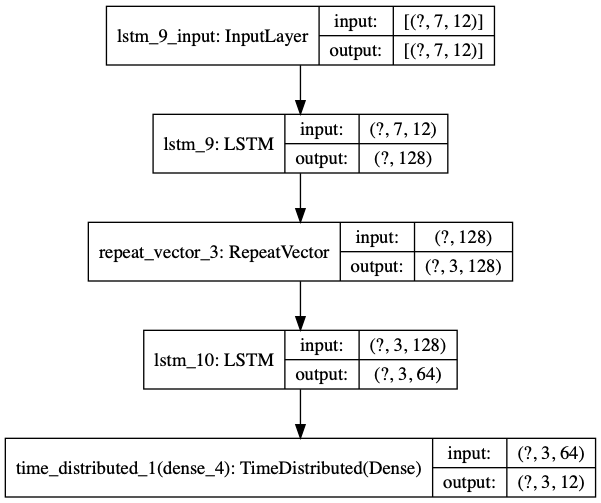 lstm_9_input: InputLayer
input: [(?, 7, 12)]
output: [(?, 7, 12)]
lstm_9: LSTM
input: (?, 7, 12)
output: (?, 128)
repeat_vector_3: RepeatVector
input: (?, 128)
output: (?, 3, 128)
lstm_10: LSTM
input: (?, 3, 128)
output: (?, 3, 64)
time_distributed_1(dense_4): TimeDistributed(Dense)
input: (?, 3, 64)
output: (?, 3, 12)